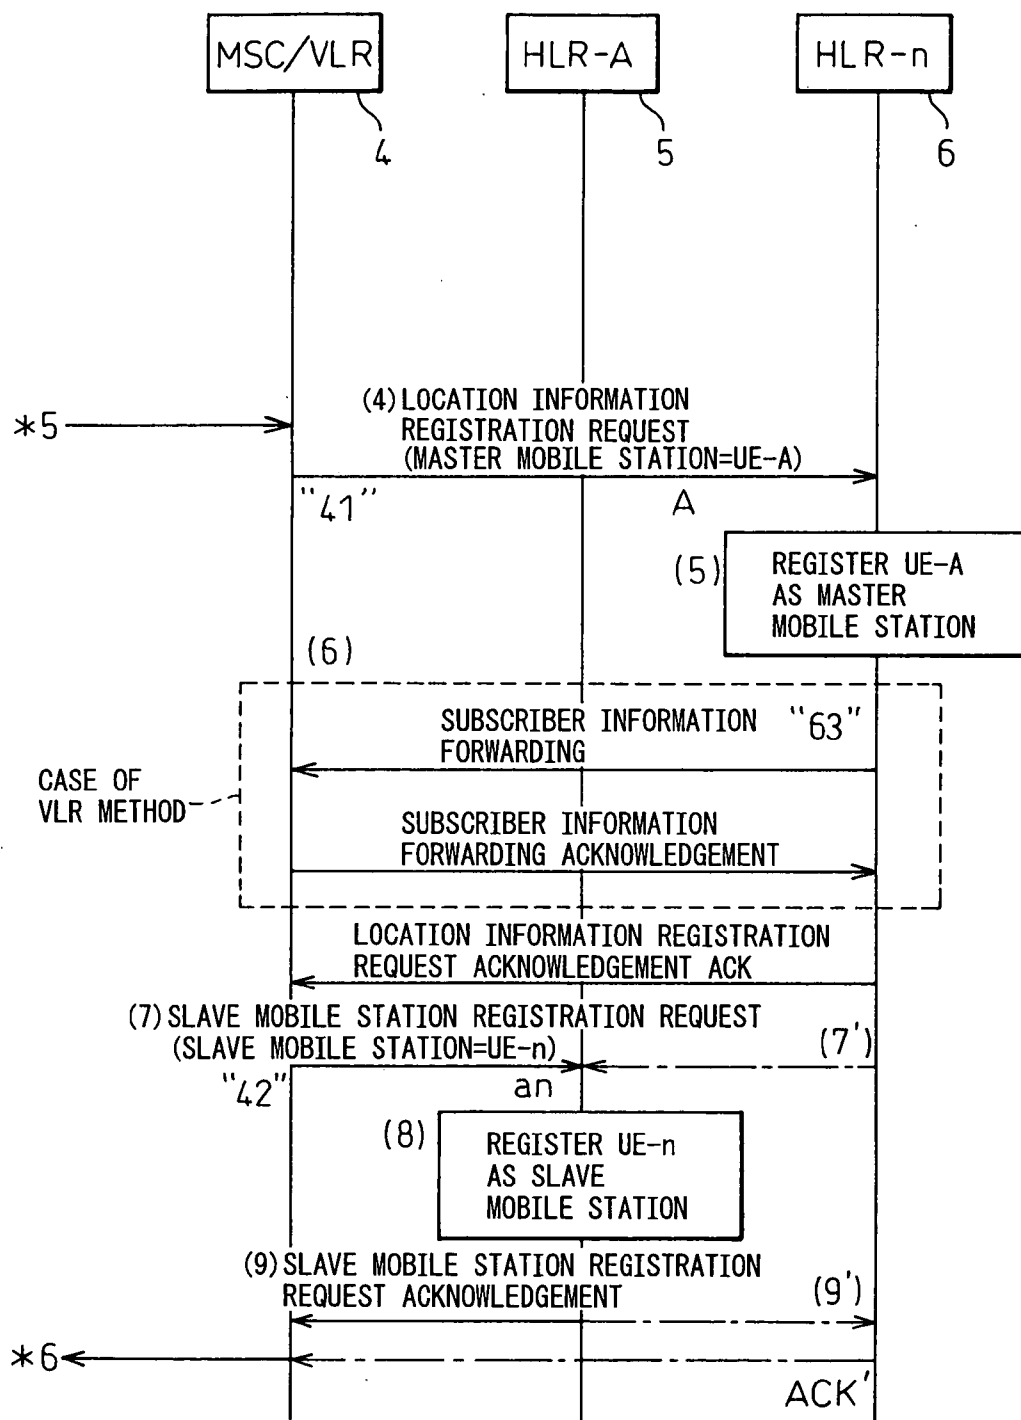 MSC/VLR
HLR-A
HLR-n
4
5
6
*5
(4) LOCATION INFORMATION
REGISTRATION REQUEST
(MASTER MOBILE STATION=UE-A)
"41"
A
(5)
REGISTER UE-A
AS MASTER
MOBILE STATION
(6)
SUBSCRIBER INFORMATION
FORWARDING
"63"
CASE OF
VLR METHOD
SUBSCRIBER INFORMATION
FORWARDING ACKNOWLEDGEMENT
LOCATION INFORMATION REGISTRATION
REQUEST ACKNOWLEDGEMENT ACK
(7) SLAVE MOBILE STATION REGISTRATION REQUEST
(SLAVE MOBILE STATION=UE-n)
(7')
"42"
an
(8)
REGISTER UE-n
AS SLAVE
MOBILE STATION
(9) SLAVE MOBILE STATION REGISTRATION
REQUEST ACKNOWLEDGEMENT
(9')
*6
ACK'